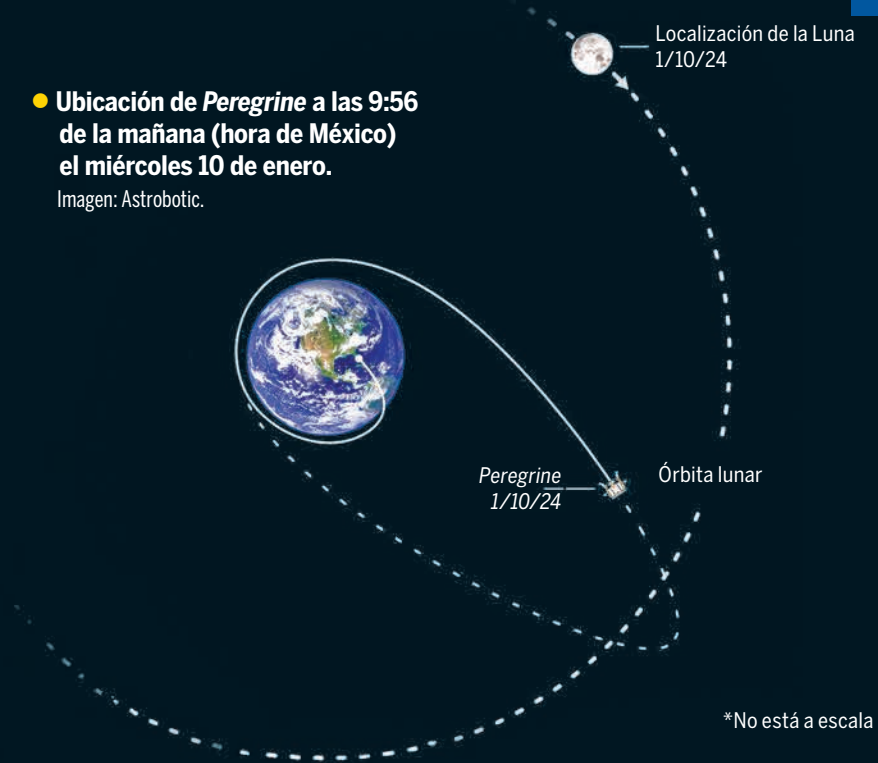 Localización de la Luna
1/10/24
Ubicación de Peregrine a las 9:56
de la mañana (hora de México)
el miércoles 10 de enero.
Imagen: Astrobotic.
Peregrine
1/10/24
Órbita lunar
*No está a escala